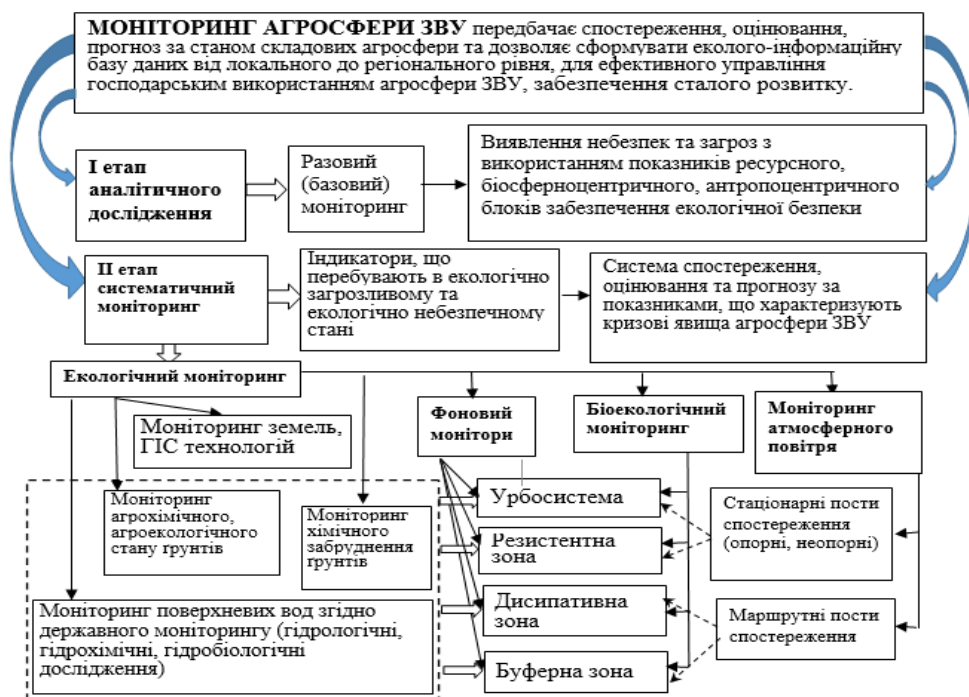 МОНІТОРИНГ АГРОСФЕРИ ЗВУ передбачає спостереження, оцінювання,
прогноз за станом складових агросфери та дозволяє сформувати еколого-інформаційну
базу даних від локального до регіонального рівня, для ефективного управління
господарським використанням агросфери ЗВУ, забезпечення сталого розвитку.
І етап
аналітичного
дослідження
Разовий
(базовий)
моніторинг
Виявлення небезпек та загроз з
використанням показників ресурсного,
біосферноцентричного, антропоцентричного
блоків забезпечення екологічної безпеки
ІІ етап
систематичний
моніторинг
Індикатори, що
перебувають в екологічно
загрозливому та
екологічно небезпечному
стані
Система спостереження,
оцінювання та прогнозу за
показниками, що характеризують
кризові явища агросфери ЗВУ
Екологічний моніторинг
Моніторинг земель,
ГІС технологій
Фоновий
монітори
Біоекологічний
моніторинг
Моніторинг
атмосферного
повітря
Моніторинг
агрохімічного,
агроекологічного
стану ґрунтів
Моніторинг
хімічного
забруднення
ґрунтів
Урбосистема
Резистентна
зона
Стаціонарні пости
спостереження
(опорні, неопорні)
Моніторинг поверхневих вод згідно
державного моніторингу (гідрологічні,
гідрохімічні, гідробіологічні
дослідження)
Дисипативна
зона
Буферна зона
Маршрутні пости
спостереження